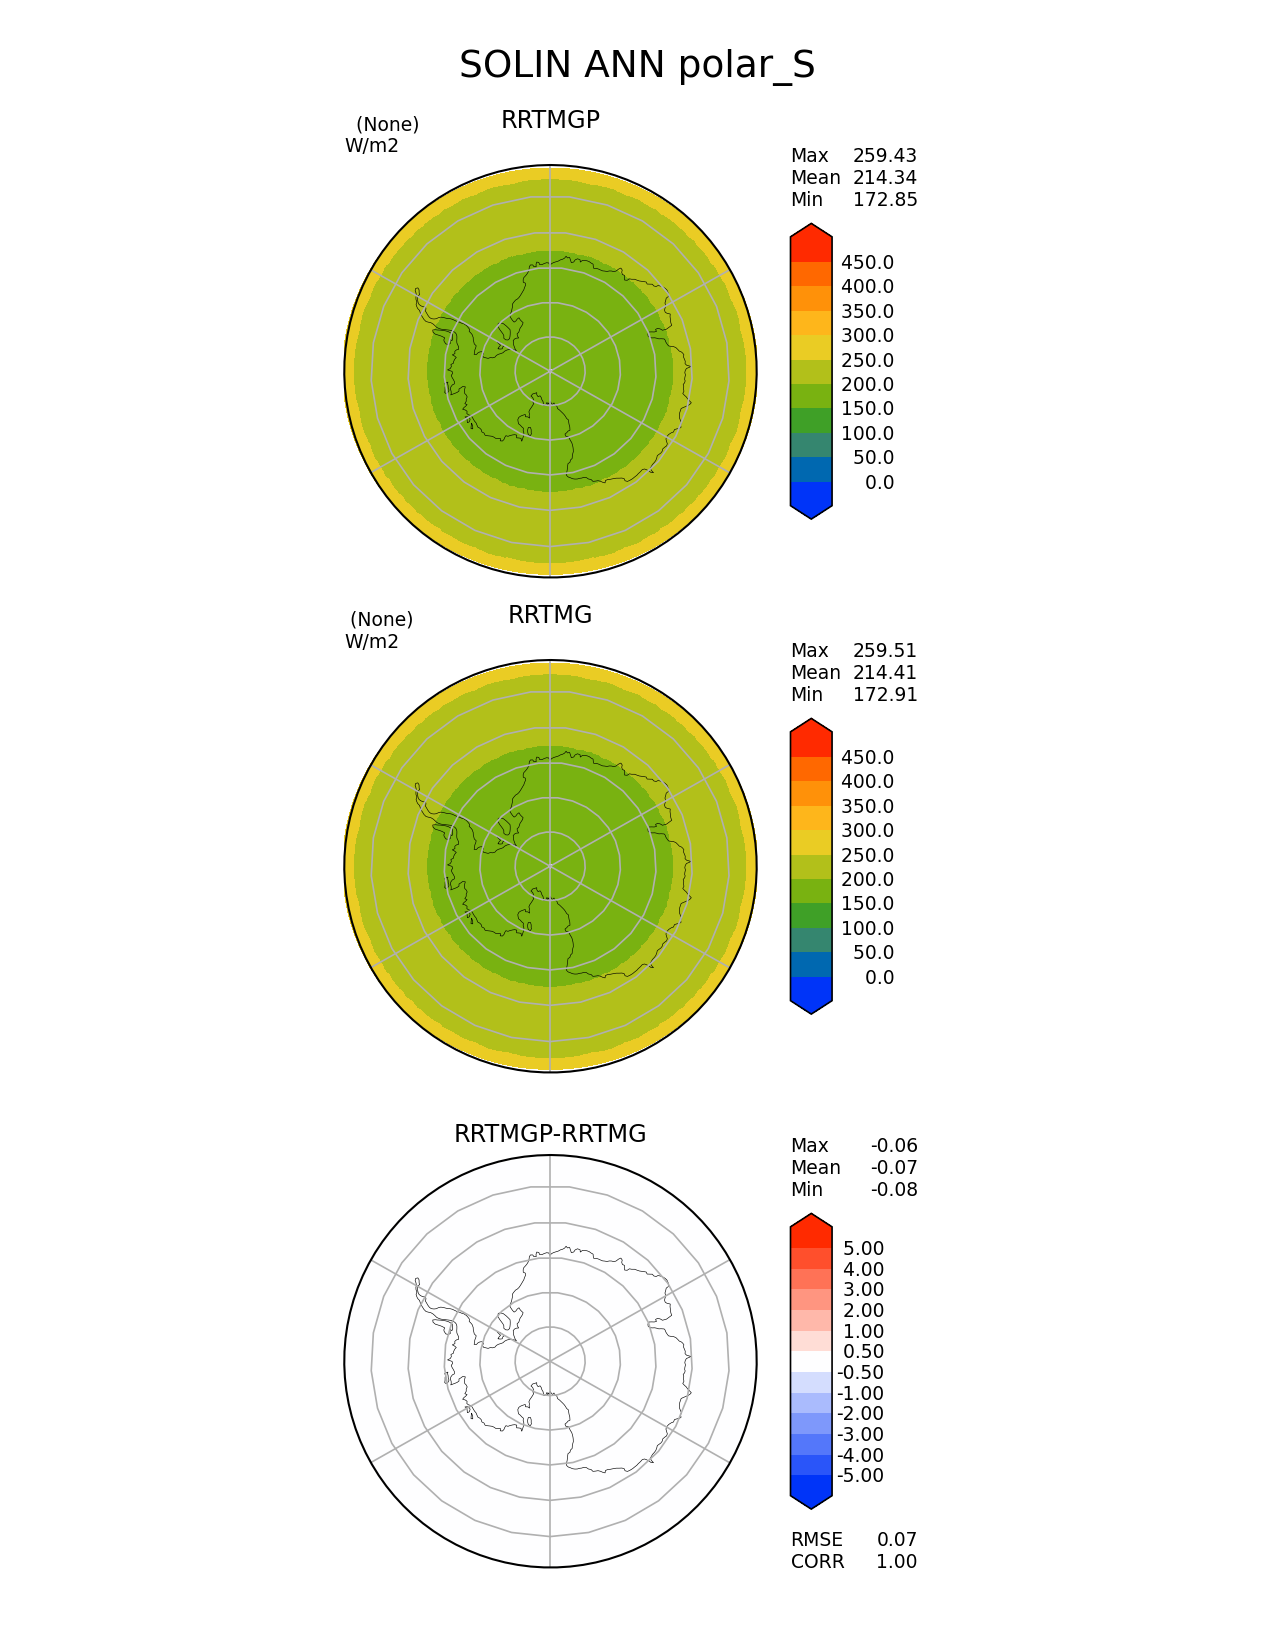 SOLIN ANN polar_S
RRTMGP
(None)
W/m2
Max 259.43
Mean 214.34
Min 172.85
450.0
400.0
350.0
300.0
250.0
200.0
150.0
100.0
50.0
0.0
RRTMG
(None)
W/m2
Max 259.51
Mean 214.41
Min 172.91
450.0
400.0
350.0
300.0
250.0
200.0
150.0
100.0
50.0
0.0
RRTMGP-RRTMG
Max -0.06
Mean -0.07
Min -0.08
5.00
4.00
3.00
2.00
1.00
0.50
-0.50
-1.00
-2.00
-3.00
-4.00
-5.00
RMSE 0.07
CORR 1.00